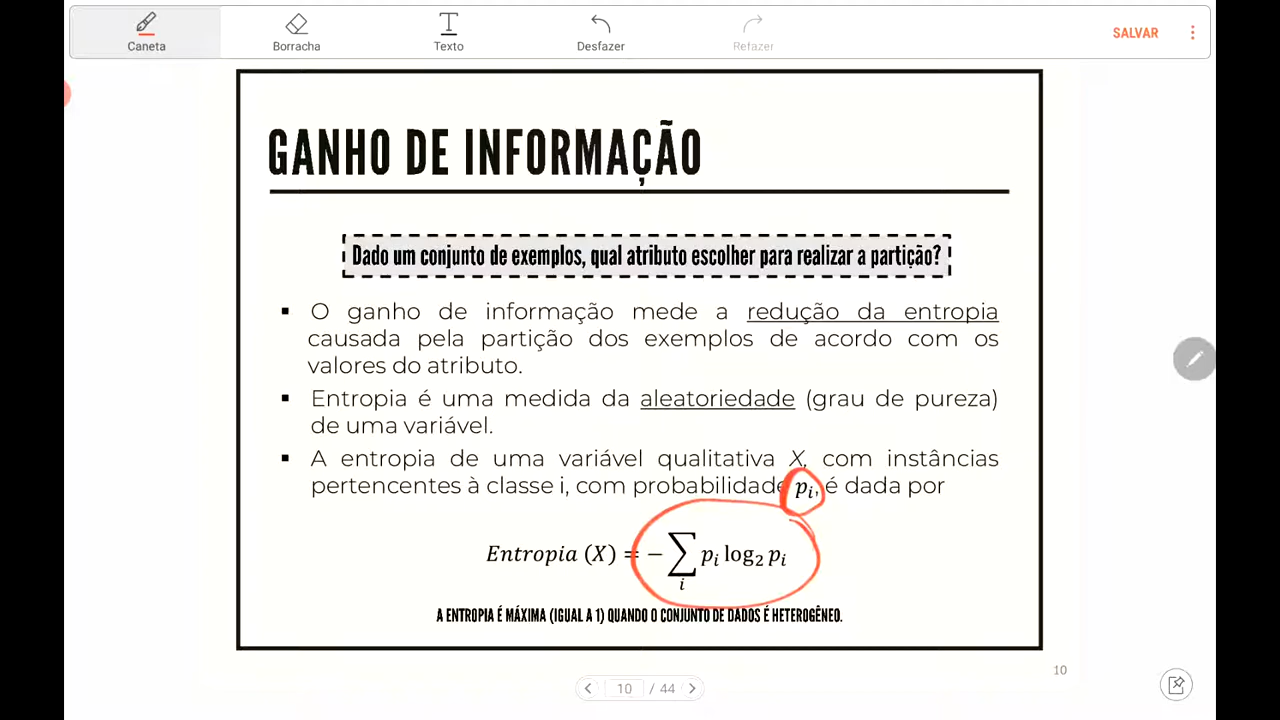 Caneta
Borracha
Texto
Desfazer
Refazer
SALVAR
GANHO DE INFORMAÇÃO
Dado um conjunto de exemplos, qual atributo escolher para realizar a partição?
▪ O ganho de informação mede a redução da entropia
causada pela partição dos exemplos de acordo com os
valores do atributo.
▪ Entropia é uma medida da aleatoriedade (grau de pureza)
de uma variável.
▪ A entropia de uma variável qualitativa X, com instâncias
pertencentes à classe i, com probabilidade pᵢ, é dada por
Entropia (X) = − ∑ᵢ pᵢ log₂ pᵢ
A ENTROPIA É MÁXIMA (IGUAL A 1) QUANDO O CONJUNTO DE DADOS É HETEROGÊNEO.
10
10 / 44